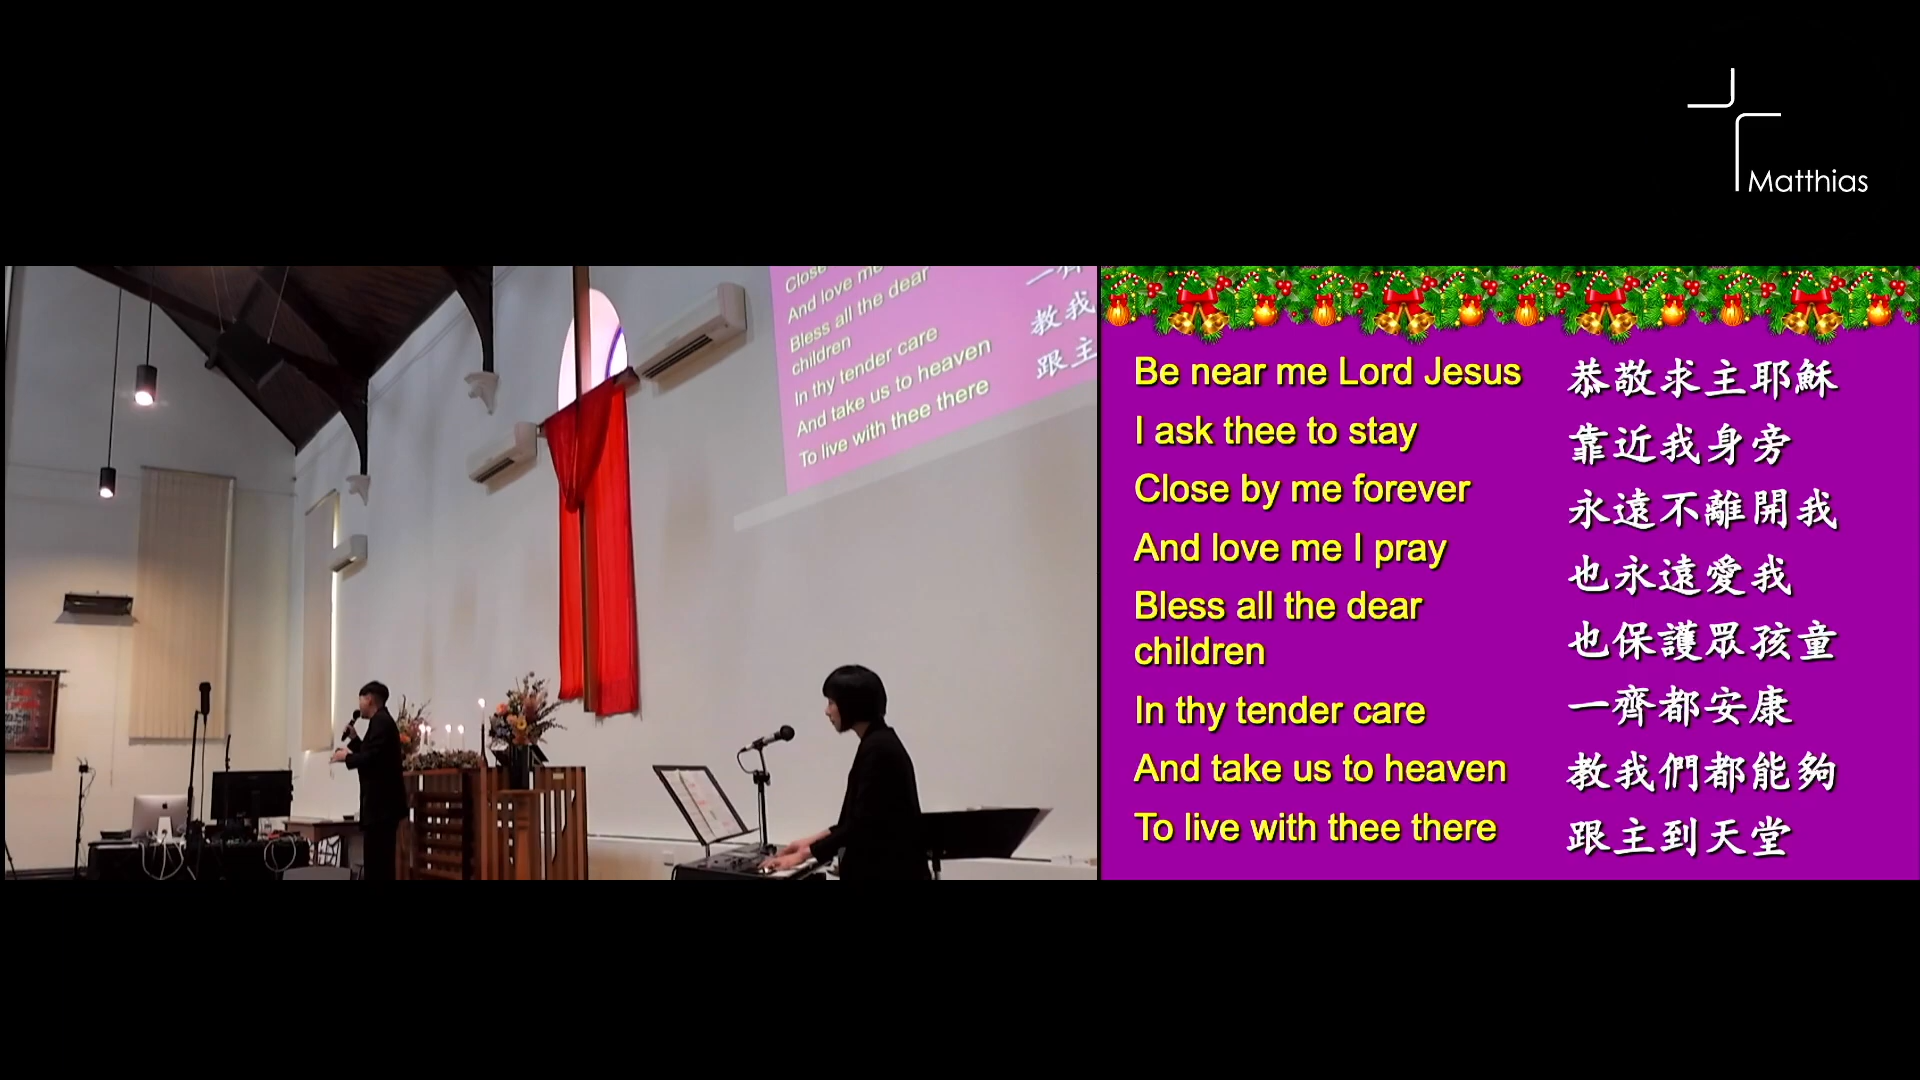 Matthias
Close
And love me
Bless all the dear
children
In thy tender care
And take us to heaven
To live with thee there
教我
跟主
Be near me Lord Jesus
I ask thee to stay
Close by me forever
And love me I pray
Bless all the dear
children
In thy tender care
And take us to heaven
To live with thee there
恭敬求主耶穌
靠近我身旁
永遠不離開我
也永遠愛我
也保護眾孩童
一齊都安康
教我們都能夠
跟主到天堂